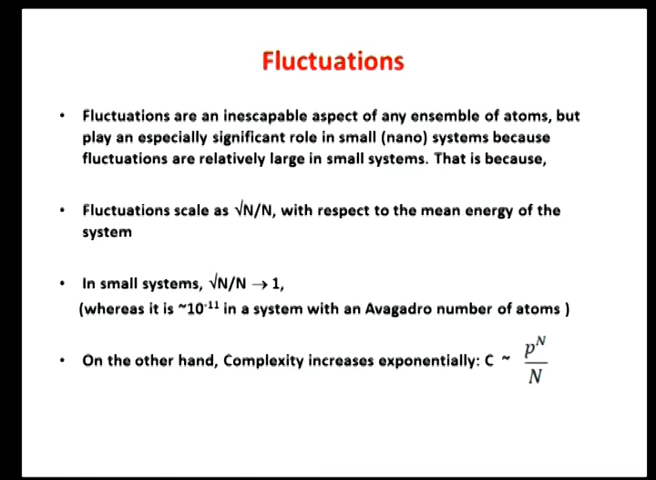 Fluctuations
• Fluctuations are an inescapable aspect of any ensemble of atoms, but
play an especially significant role in small (nano) systems because
fluctuations are relatively large in small systems. That is because,
• Fluctuations scale as √N/N, with respect to the mean energy of the
system
• In small systems, √N/N → 1,
(whereas it is ~10⁻¹¹ in a system with an Avagadro number of atoms )
• On the other hand, Complexity increases exponentially: C ~ pᴺ/N